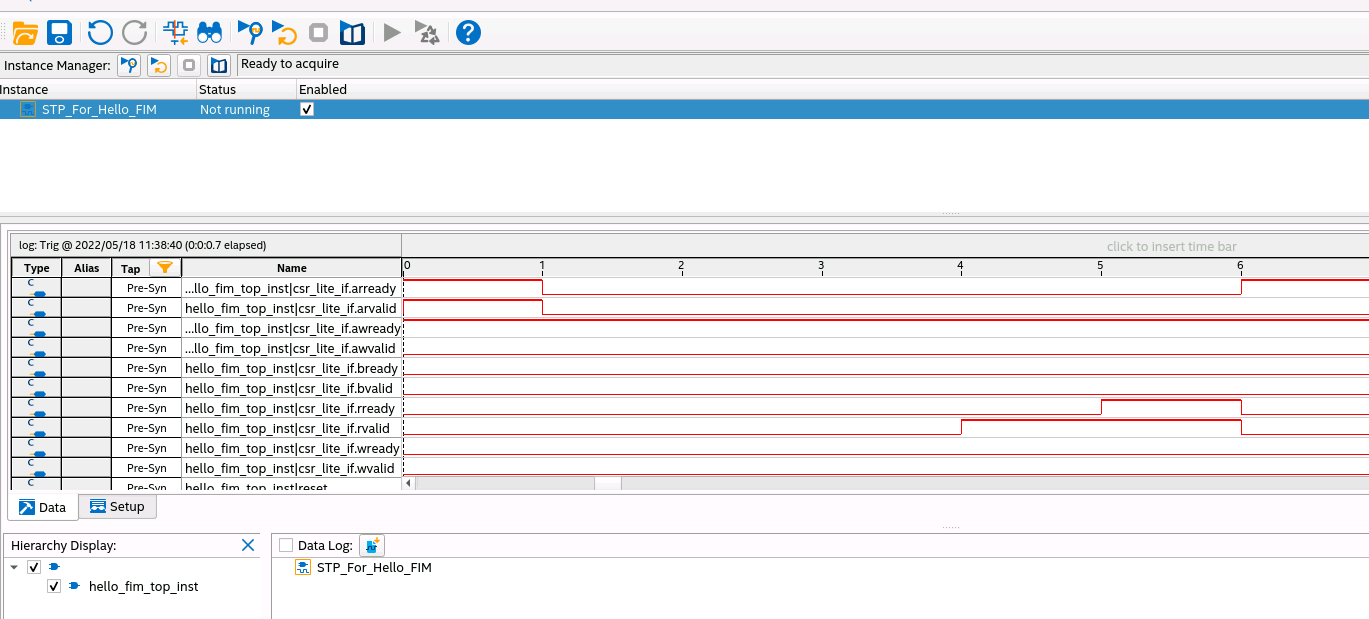 Instance Manager: Ready to acquire
Instance Status Enabled
STP_For_Hello_FIM Not running
log: Trig @ 2022/05/18 11:38:40 (0:0:0.7 elapsed) click to insert time bar
Type Alias Tap Name 0 1 2 3 4 5 6
C Pre-Syn ...llo_fim_top_inst|csr_lite_if.arready
C Pre-Syn hello_fim_top_inst|csr_lite_if.arvalid
C Pre-Syn ...llo_fim_top_inst|csr_lite_if.awready
C Pre-Syn ...llo_fim_top_inst|csr_lite_if.awvalid
C Pre-Syn hello_fim_top_inst|csr_lite_if.bready
C Pre-Syn hello_fim_top_inst|csr_lite_if.bvalid
C Pre-Syn hello_fim_top_inst|csr_lite_if.rready
C Pre-Syn hello_fim_top_inst|csr_lite_if.rvalid
C Pre-Syn hello_fim_top_inst|csr_lite_if.wready
C Pre-Syn hello_fim_top_inst|csr_lite_if.wvalid
C Pre-Syn hello_fim_top_inst|reset
Data Setup
Hierarchy Display: Data Log:
STP_For_Hello_FIM
hello_fim_top_inst